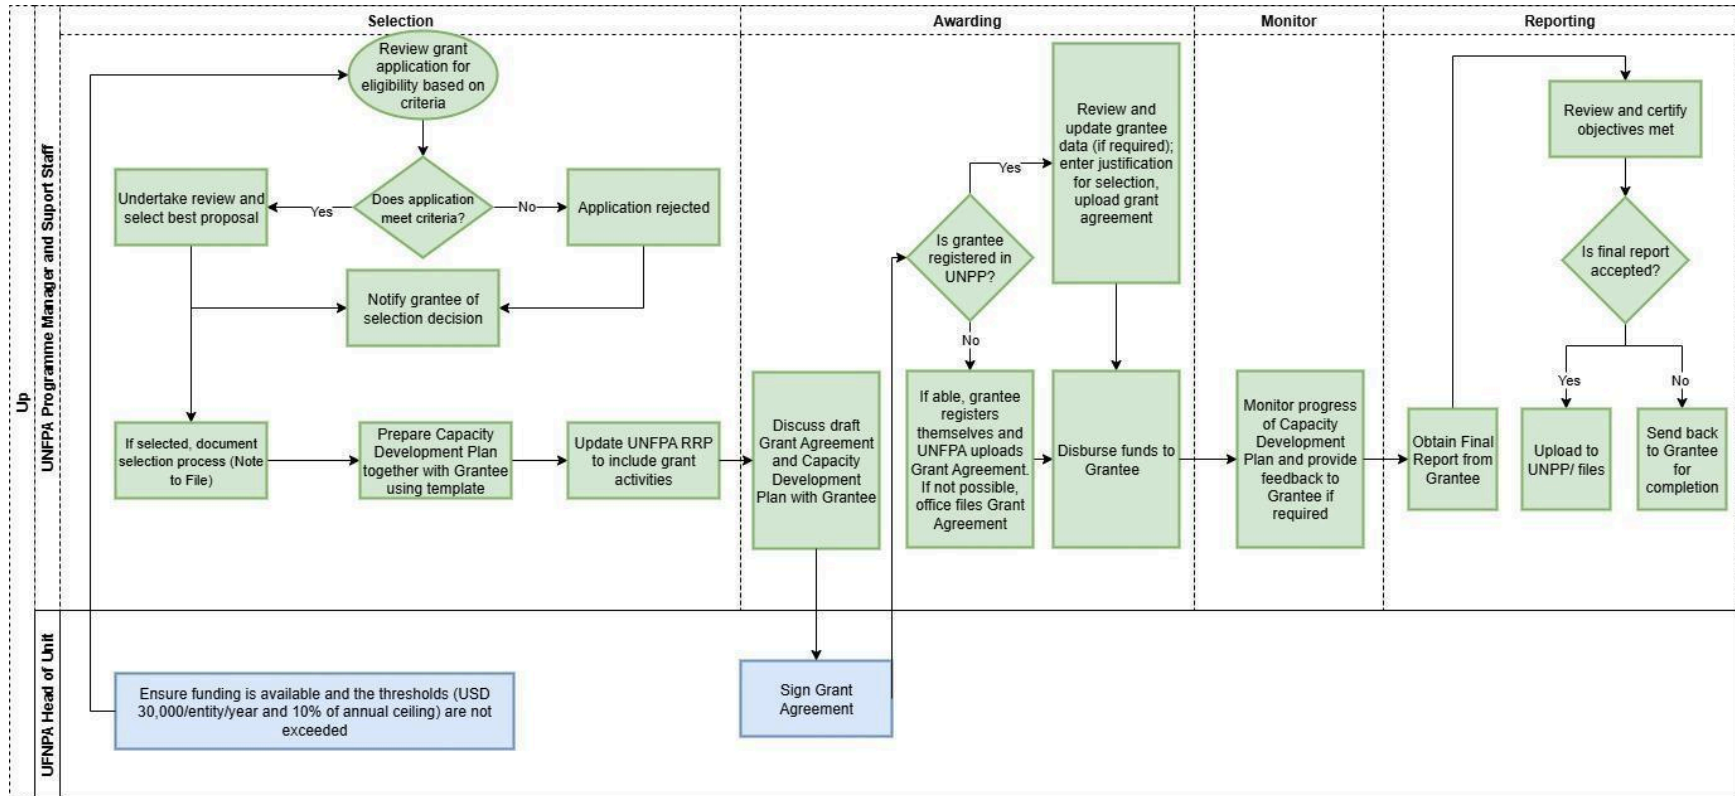 Selection
Awarding
Monitor
Reporting
Up
UNFPA Programme Manager and Suport Staff
UFNPA Head of Unit
Review grant
application for
eligibility based on
criteria
Does application
meet criteria?
Yes
No
Undertake review and
select best proposal
Application rejected
Notify grantee of
selection decision
If selected, document
selection process (Note
to File)
Prepare Capacity
Development Plan
together with Grantee
using template
Update UNFPA RRP
to include grant
activities
Ensure funding is available and the thresholds (USD
30,000/entity/year and 10% of annual ceiling) are not
exceeded
Discuss draft
Grant Agreement
and Capacity
Development
Plan with Grantee
Sign Grant
Agreement
Is grantee
registered in
UNPP?
Yes
No
Review and
update grantee
data (if required);
enter justification
for selection,
upload grant
agreement
If able, grantee
registers
themselves and
UNFPA uploads
Grant Agreement.
If not possible,
office files Grant
Agreement
Disburse funds to
Grantee
Monitor progress
of Capacity
Development
Plan and provide
feedback to
Grantee if
required
Obtain Final
Report from
Grantee
Review and certify
objectives met
Is final report
accepted?
Yes
No
Upload to
UNPP/ files
Send back
to Grantee
for
completion